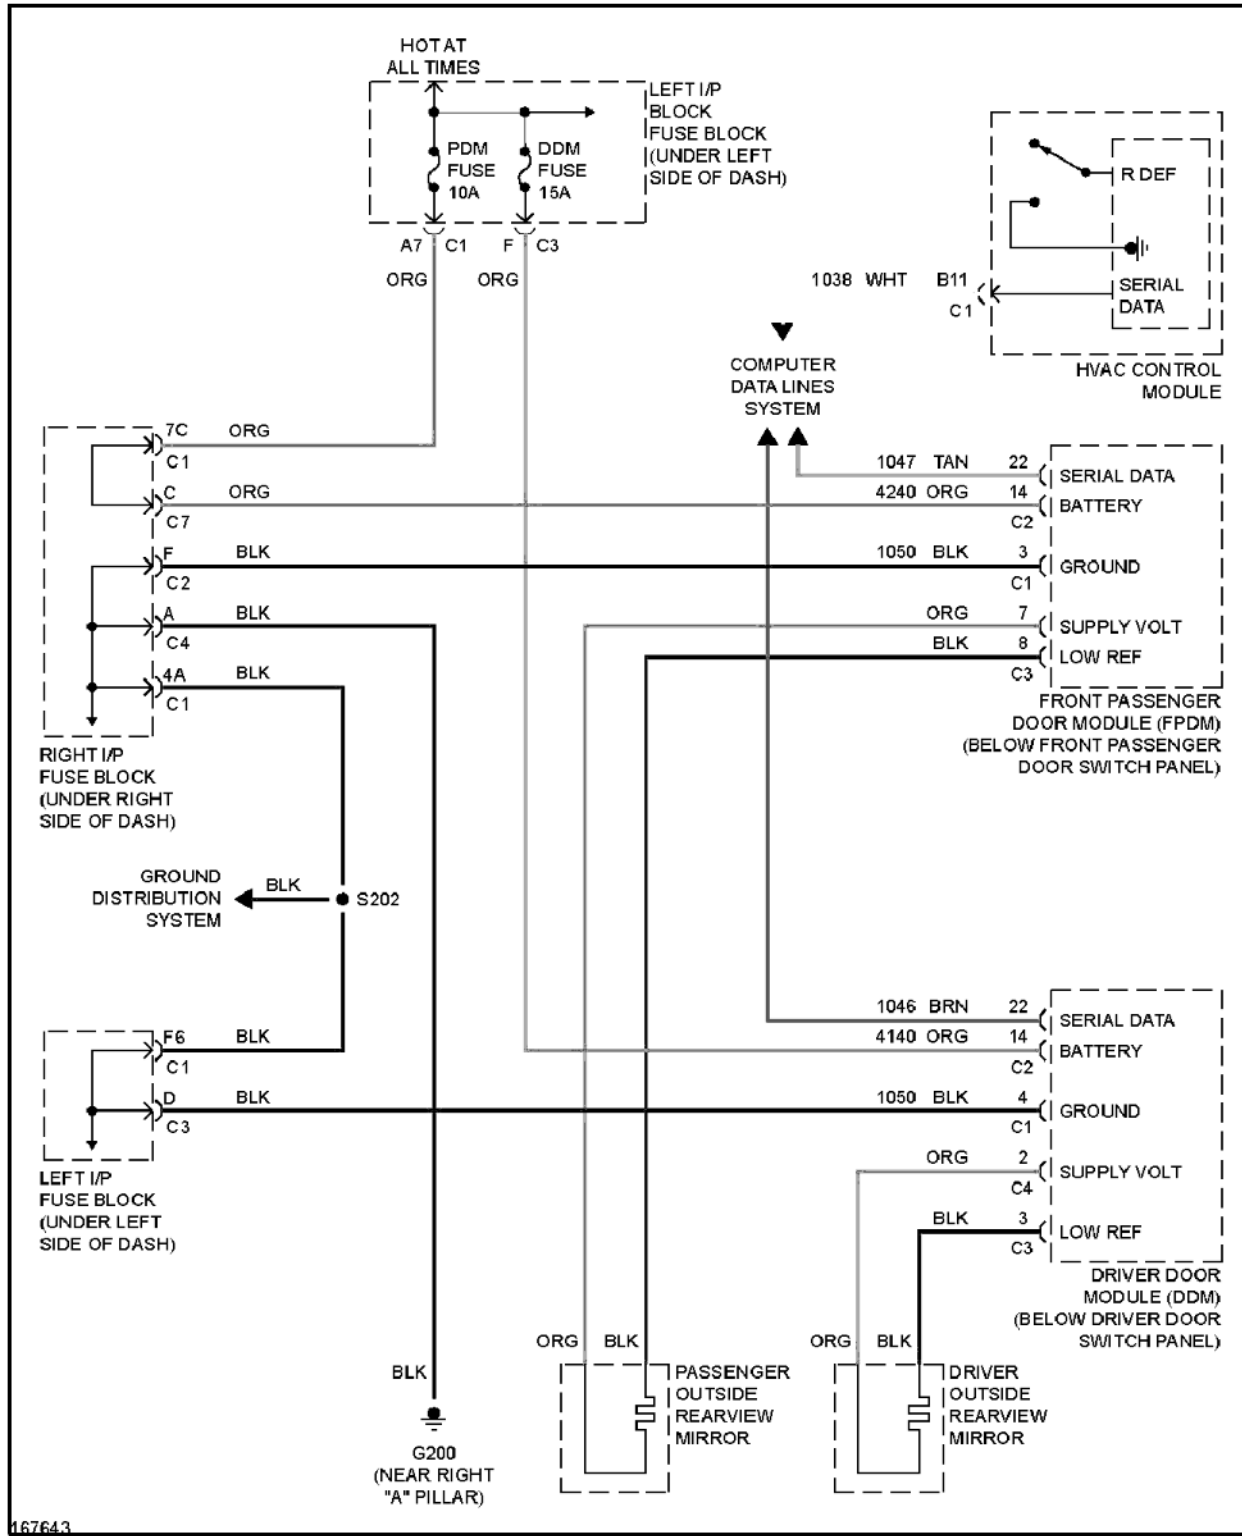 HOT AT
ALL TIMES
LEFT I/P
BLOCK
FUSE BLOCK
(UNDER LEFT
SIDE OF DASH)
PDM
FUSE
10A
DDM
FUSE
15A
A7 C1
F C3
ORG
ORG
R DEF
SERIAL
DATA
1038 WHT B11
C1
HVAC CONTROL
MODULE
COMPUTER
DATA LINES
SYSTEM
7C ORG
C1
C ORG
C7
F BLK
C2
A BLK
C4
4A BLK
C1
RIGHT I/P
FUSE BLOCK
(UNDER RIGHT
SIDE OF DASH)
1047 TAN 22
SERIAL DATA
4240 ORG 14
BATTERY
C2
1050 BLK 3
GROUND
C1
ORG 7
SUPPLY VOLT
BLK 8
LOW REF
C3
FRONT PASSENGER
DOOR MODULE (FPDM)
(BELOW FRONT PASSENGER
DOOR SWITCH PANEL)
GROUND
DISTRIBUTION
SYSTEM
BLK
S202
F6 BLK
C1
D BLK
C3
LEFT I/P
FUSE BLOCK
(UNDER LEFT
SIDE OF DASH)
1046 BRN 22
SERIAL DATA
4140 ORG 14
BATTERY
C2
1050 BLK 4
GROUND
C1
ORG 2
SUPPLY VOLT
C4
BLK 3
LOW REF
C3
DRIVER DOOR
MODULE (DDM)
(BELOW DRIVER DOOR
SWITCH PANEL)
BLK
G200
(NEAR RIGHT
"A" PILLAR)
ORG BLK
PASSENGER
OUTSIDE
REARVIEW
MIRROR
ORG BLK
DRIVER
OUTSIDE
REARVIEW
MIRROR
167643